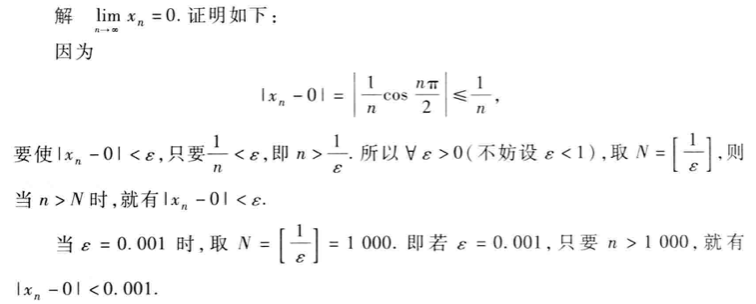 解 lim_{n→∞} x_n = 0. 证明如下：
因为
|x_n - 0| = |1/n cos nπ/2| ≤ 1/n,
要使|x_n - 0| < ε,只要 1/n < ε,即 n > 1/ε. 所以∀ ε > 0(不妨设 ε < 1),取 N = [1/ε],则
当 n > N 时,就有|x_n - 0| < ε.
当 ε = 0.001 时,取 N = [1/ε] = 1 000. 即若 ε = 0.001,只要 n > 1 000,就有
|x_n - 0| < 0.001.